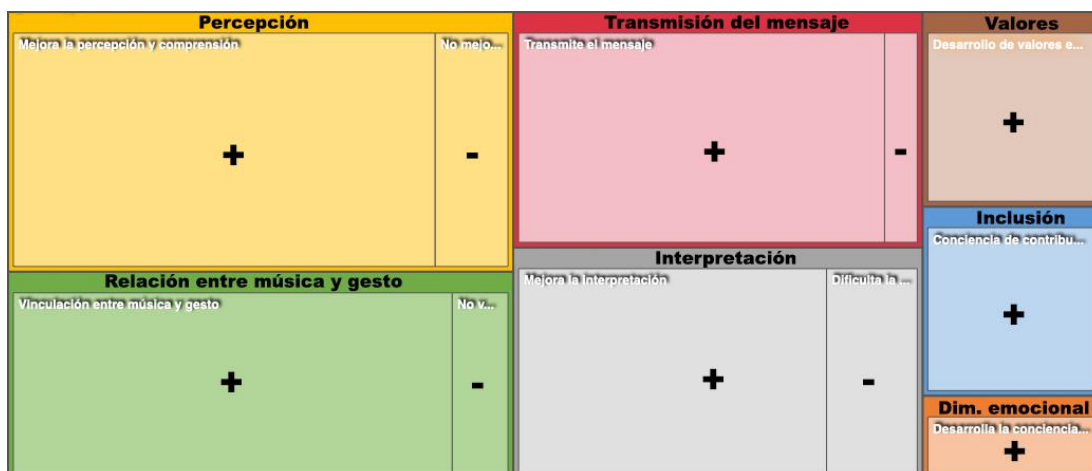 Percepción
Mejora la percepción y comprensión
No mejo...
+
-
Relación entre música y gesto
Vinculación entre música y gesto
No v...
+
-
Transmisión del mensaje
Transmite el mensaje
+
-
Interpretación
Mejora la interpretación
Dificulta la ...
+
-
Valores
Desarrollo de valores e...
+
Inclusión
Conciencia de contribu...
+
Dim. emocional
Desarrolla la conciencia...
+